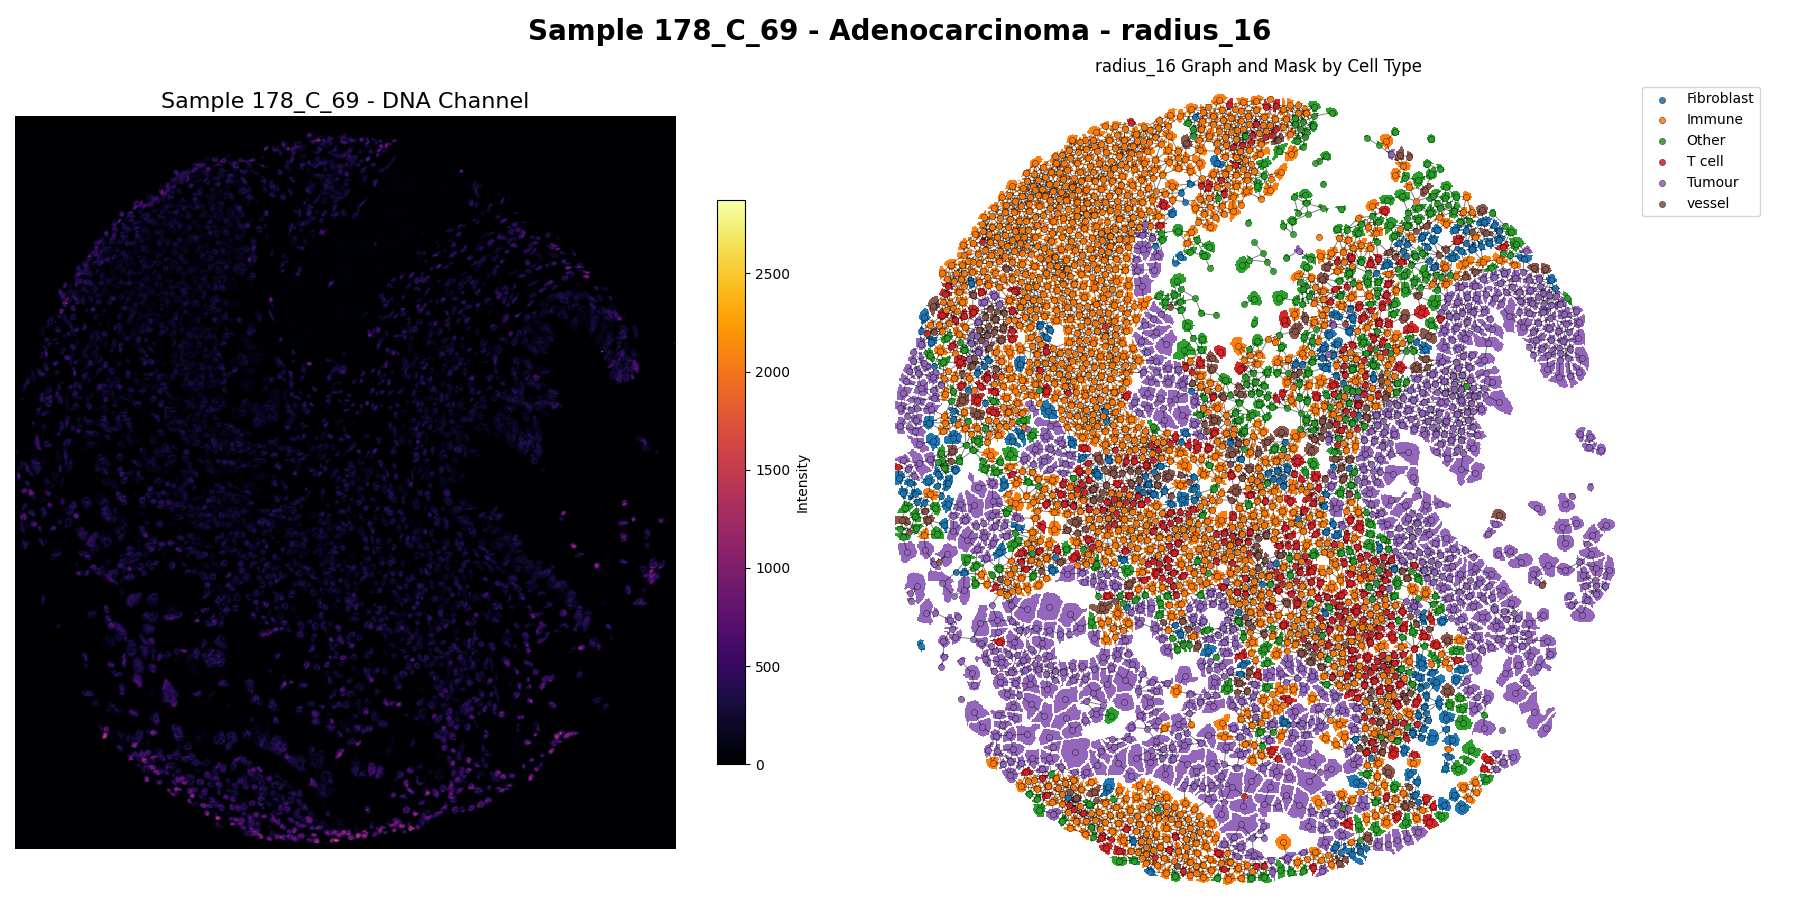 Sample 178_C_69 - Adenocarcinoma - radius_16
Sample 178_C_69 - DNA Channel
2500
2000
1500
1000
500
0
Intensity
radius_16 Graph and Mask by Cell Type
Fibroblast
Immune
Other
T cell
Tumour
vessel